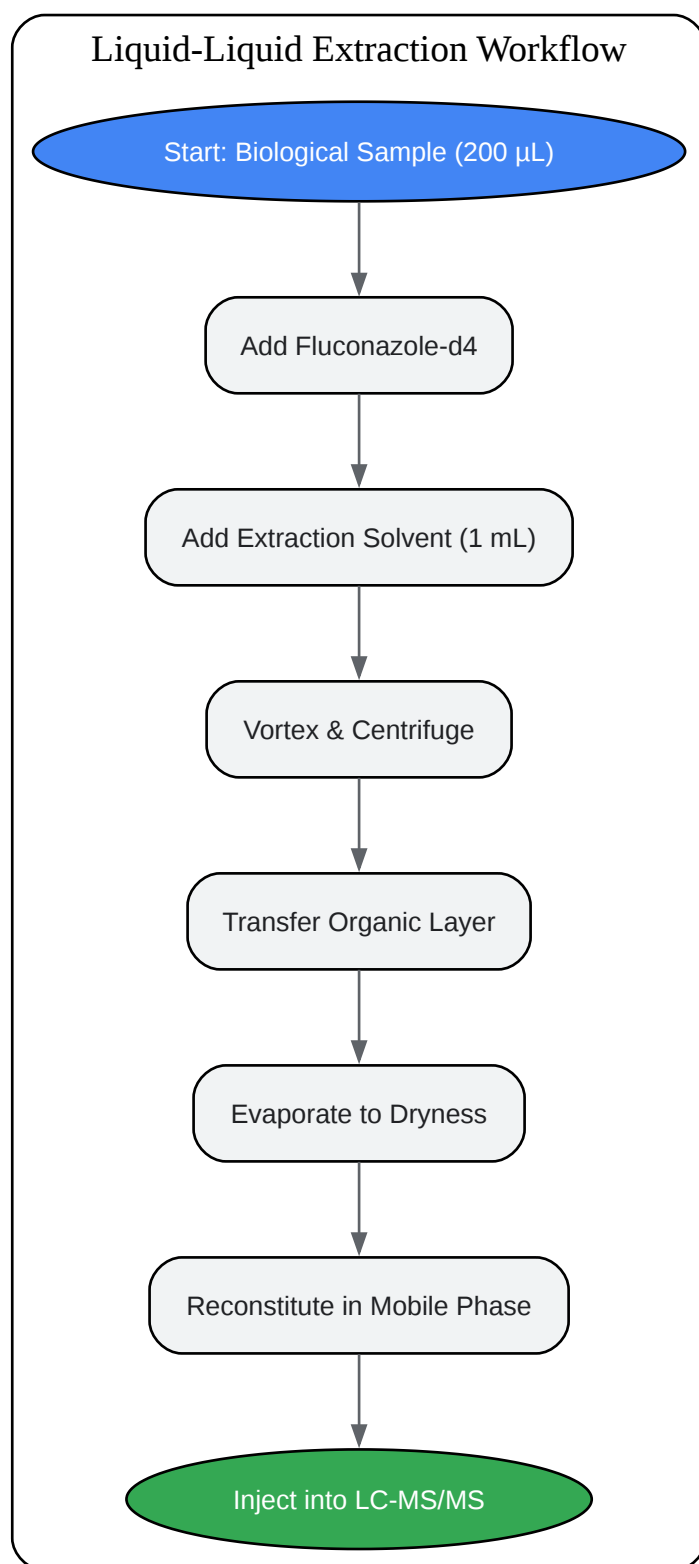 Liquid-Liquid Extraction Workflow
Start: Biological Sample (200 µL)
Add Fluconazole-d4
Add Extraction Solvent (1 mL)
Vortex & Centrifuge
Transfer Organic Layer
Evaporate to Dryness
Reconstitute in Mobile Phase
Inject into LC-MS/MS